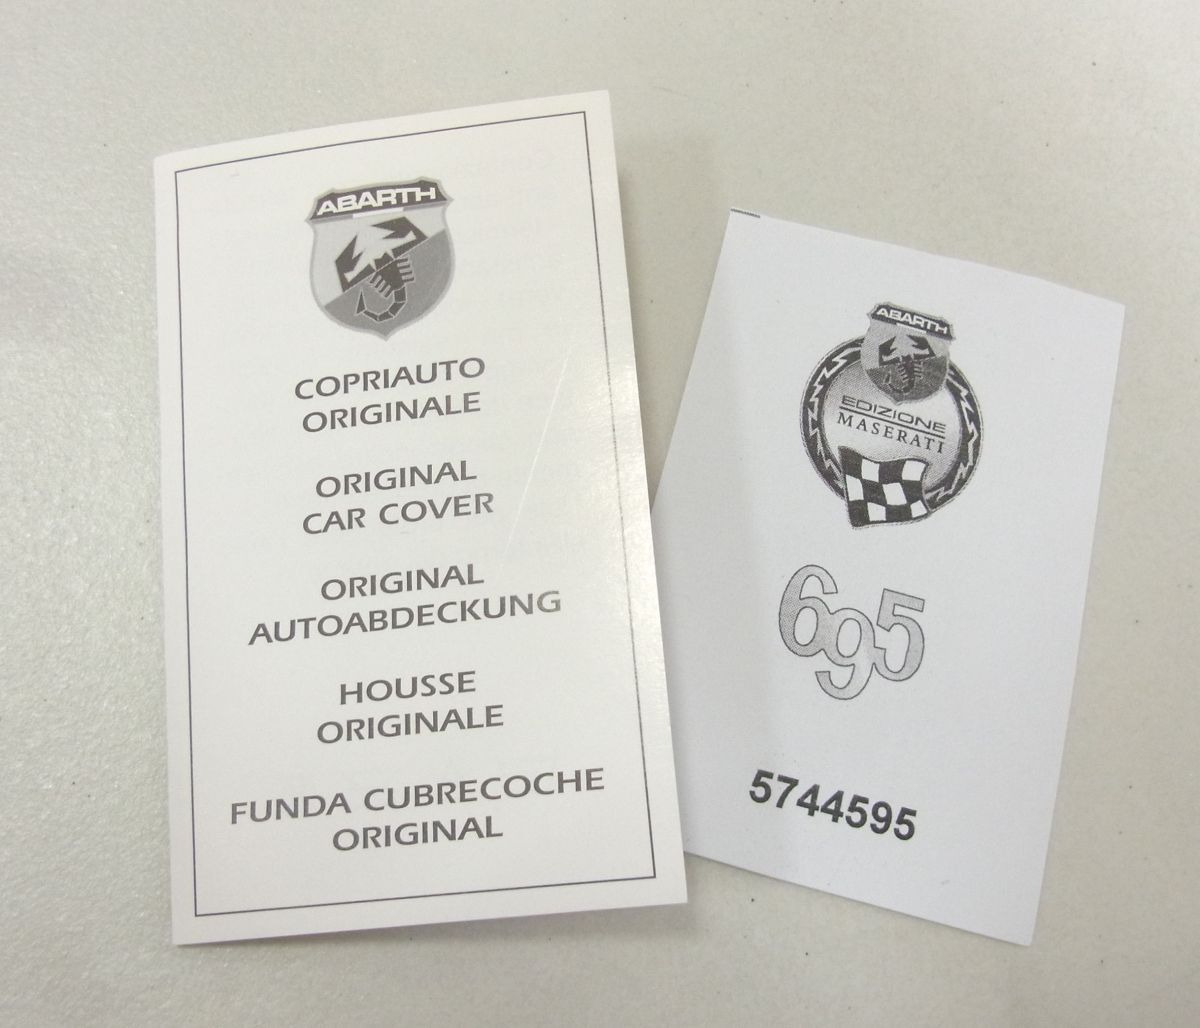 ABARTH
COPRIAUTO
ORIGINALE
ORIGINAL
CAR COVER
ORIGINAL
AUTOABDECKUNG
HOUSSE
ORIGINALE
FUNDA CUBRECOCHE
ORIGINAL
ABARTH
EDIZIONE
MASERATI
695
5744595